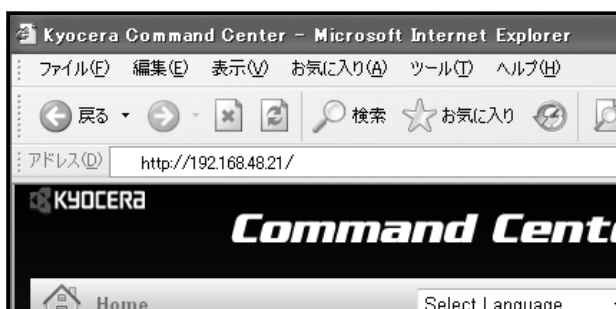 Kyocera Command Center - Microsoft Internet Explorer
ファイル(F) 編集(E) 表示(V) お気に入り(A) ツール(T) ヘルプ(H)
戻る 検索 お気に入り
アドレス(D) http://192.168.48.21/
KYOCERA
Command Cente
Home Select Language